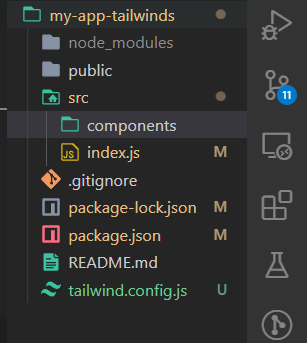 my-app-tailwinds
node_modules
public
src
components
JS index.js M
.gitignore
package-lock.json M
package.json M
README.md
tailwind.config.js U
11